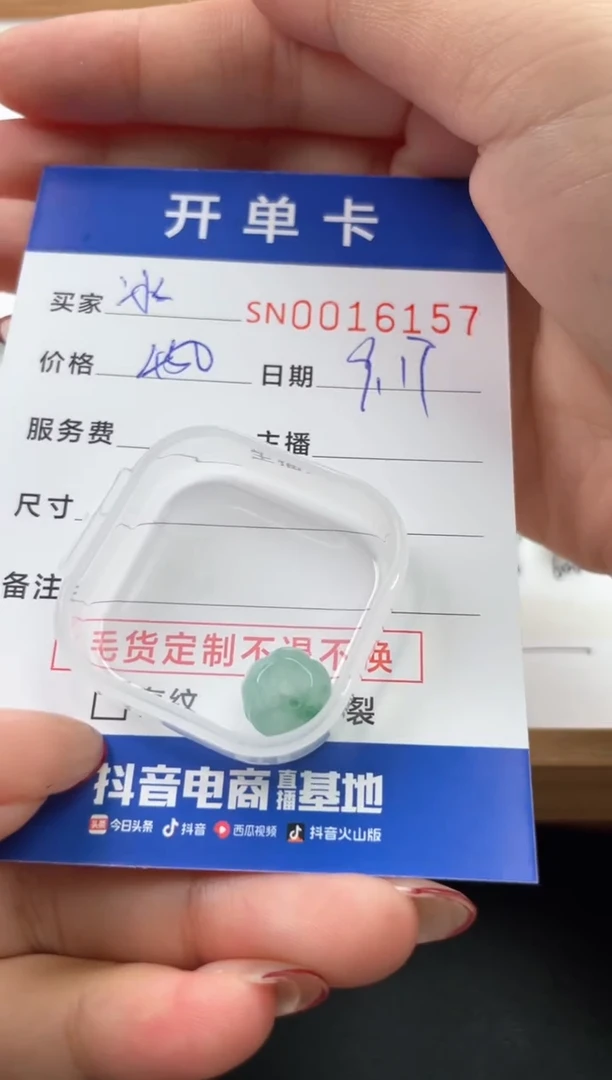 开单卡
买家 冰 SN0016157
价格 450 日期 9.17
服务费 主播
尺寸
备注
毛货定制不退不换
纹 裂
抖音电商直播基地
今日头条 抖音 西瓜视频 抖音火山版